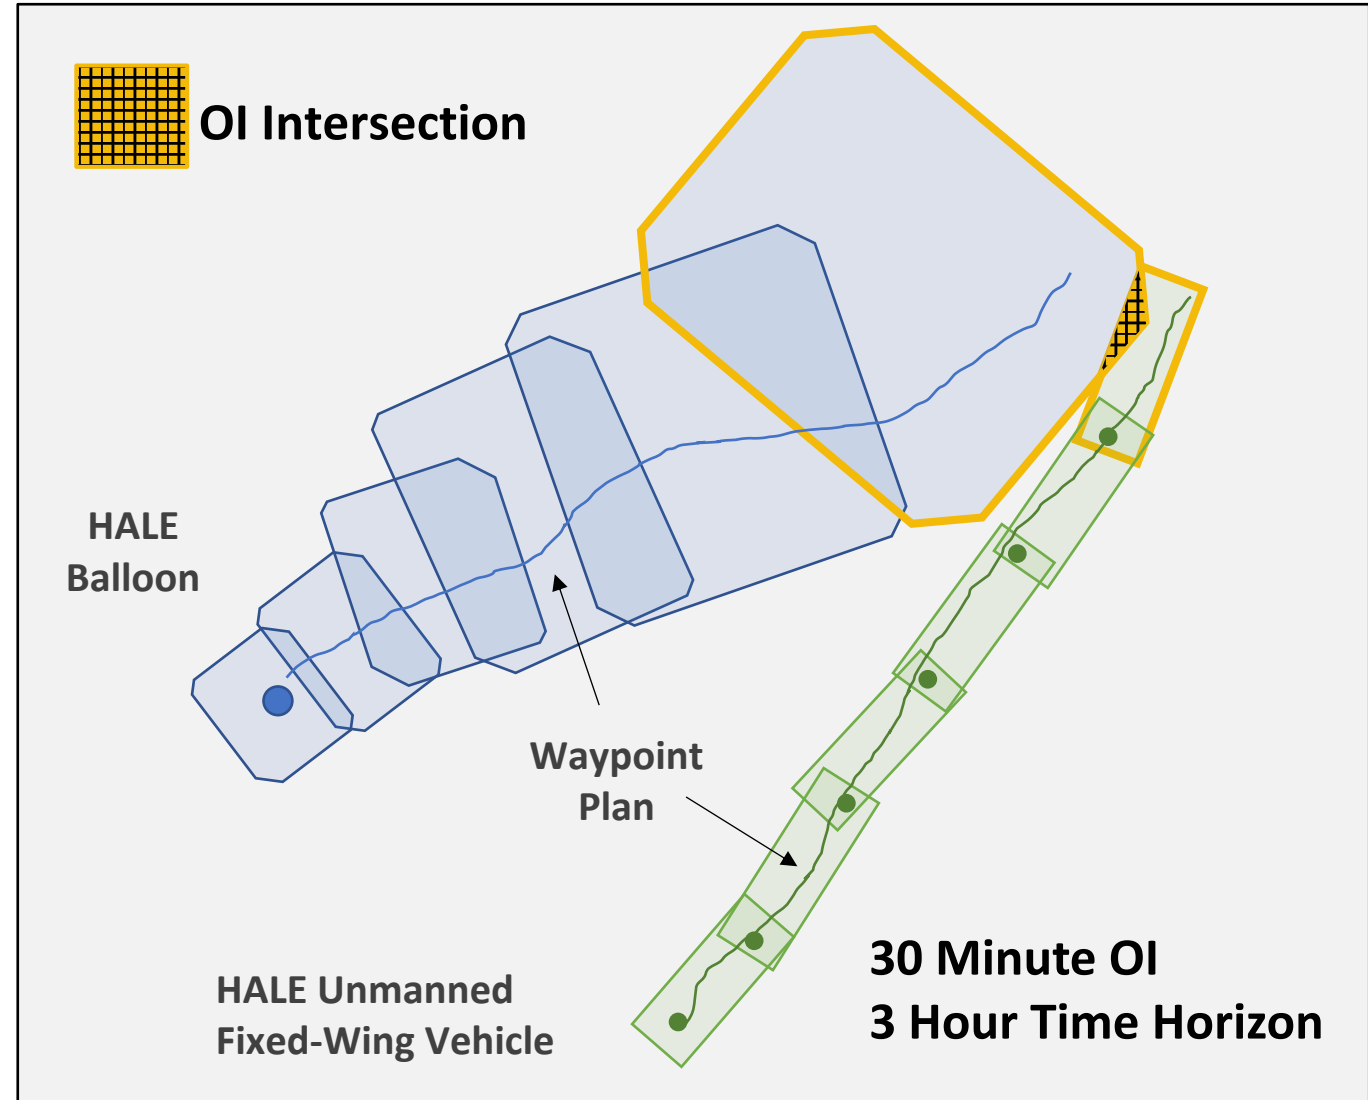 OI Intersection
HALE
Balloon
Waypoint
Plan
HALE Unmanned
Fixed-Wing Vehicle
30 Minute OI
3 Hour Time Horizon